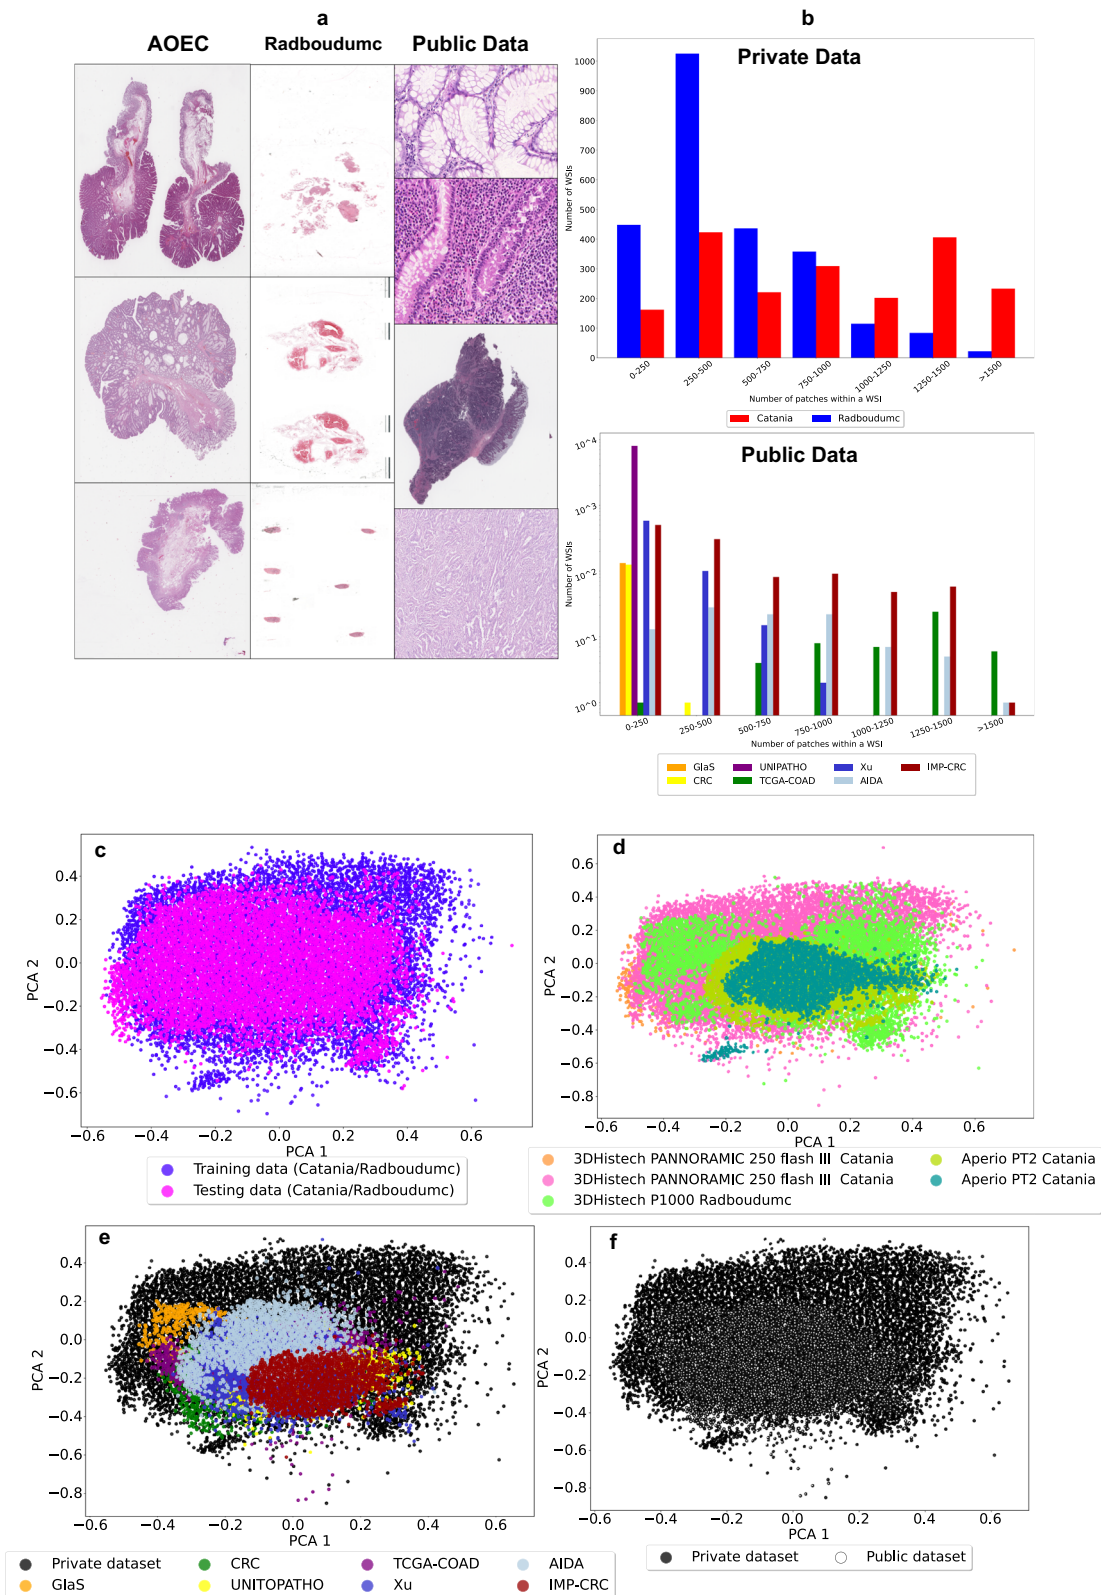 a
AOEC
Radboudumc
Public Data
b
Private Data
Number of WSIs
1000
900
800
700
600
500
400
300
200
100
0
0-250
250-500
500-750
750-1000
1000-1250
1250-1500
>1500
Number of patches within a WSI
Catania
Radboudumc
Public Data
Number of WSIs
10^4
10^3
10^2
10^1
10^0
0-250
250-500
500-750
750-1000
1000-1250
1250-1500
>1500
Number of patches within a WSI
GlaS
UNIPATHO
Xu
IMP-CRC
CRC
TCGA-COAD
AIDA
c
PCA 2
0.4
0.2
0.0
−0.2
−0.4
−0.6
−0.6
−0.4
−0.2
0.0
0.2
0.4
0.6
PCA 1
Training data (Catania/Radboudumc)
Testing data (Catania/Radboudumc)
d
PCA 2
0.6
0.4
0.2
0.0
−0.2
−0.4
−0.6
−0.8
−0.6
−0.4
−0.2
0.0
0.2
0.4
0.6
PCA 1
3DHistech PANNORAMIC 250 flash III Catania
Aperio PT2 Catania
3DHistech PANNORAMIC 250 flash III Catania
Aperio PT2 Catania
3DHistech P1000 Radboudumc
e
PCA 2
0.4
0.2
0.0
−0.2
−0.4
−0.6
−0.8
−0.6
−0.4
−0.2
0.0
0.2
0.4
0.6
PCA 1
Private dataset
CRC
TCGA-COAD
AIDA
GlaS
UNITOPATHO
Xu
IMP-CRC
f
PCA 2
0.4
0.2
0.0
−0.2
−0.4
−0.6
−0.8
−0.6
−0.4
−0.2
0.0
0.2
0.4
0.6
PCA 1
Private dataset
Public dataset